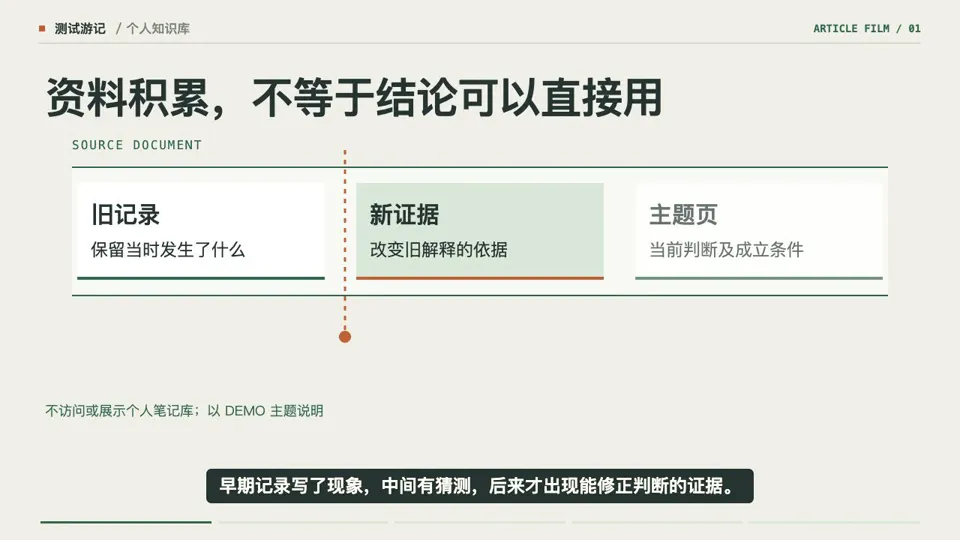 测试游记 / 个人知识库
ARTICLE FILM / 01
资料积累，不等于结论可以直接用
SOURCE DOCUMENT
旧记录
保留当时发生了什么
新证据
改变旧解释的依据
主题页
当前判断及成立条件
不访问或展示个人笔记库；以 DEMO 主题说明
早期记录写了现象，中间有猜测，后来才出现能修正判断的证据。